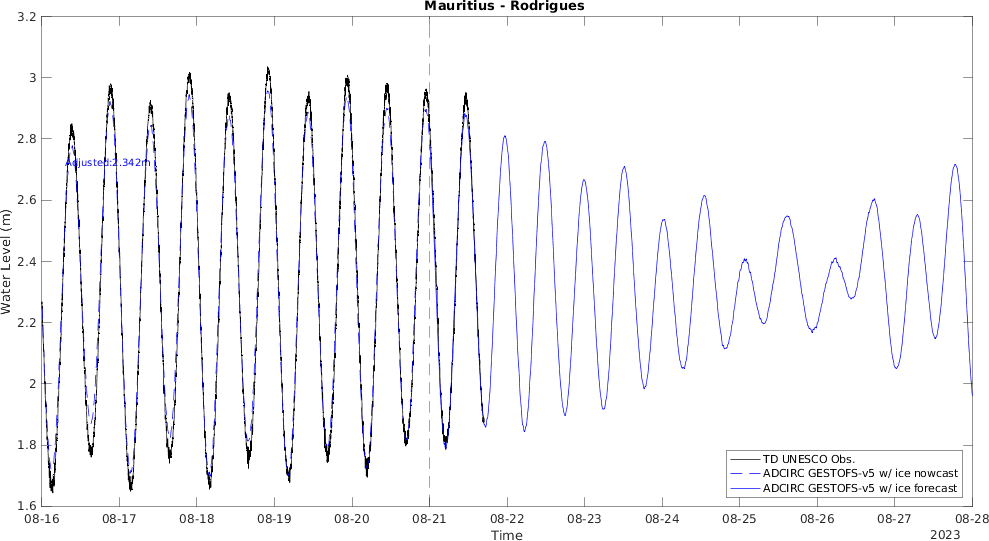 Mauritius - Rodrigues
3.2
3
2.8
2.6
2.4
2.2
2
1.8
1.6
Water Level (m)
Adjusted:2.342m
TD UNESCO Obs.
ADCIRC GESTOFS-v5 w/ ice nowcast
ADCIRC GESTOFS-v5 w/ ice forecast
08-16 08-17 08-18 08-19 08-20 08-21 08-22 08-23 08-24 08-25 08-26 08-27 08-28
Time
2023